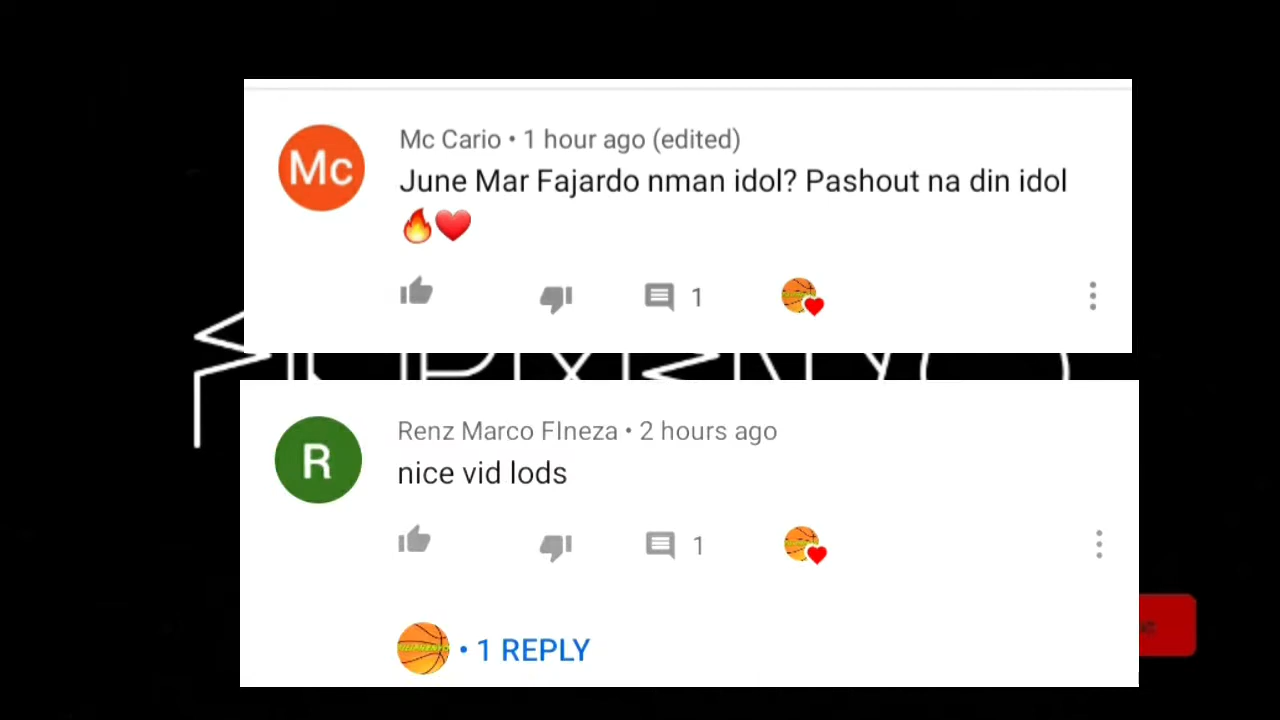 Mc
Mc Cario • 1 hour ago (edited)
June Mar Fajardo nman idol? Pashout na din idol
🔥❤️
1
R
Renz Marco FIneza • 2 hours ago
nice vid lods
1
• 1 REPLY